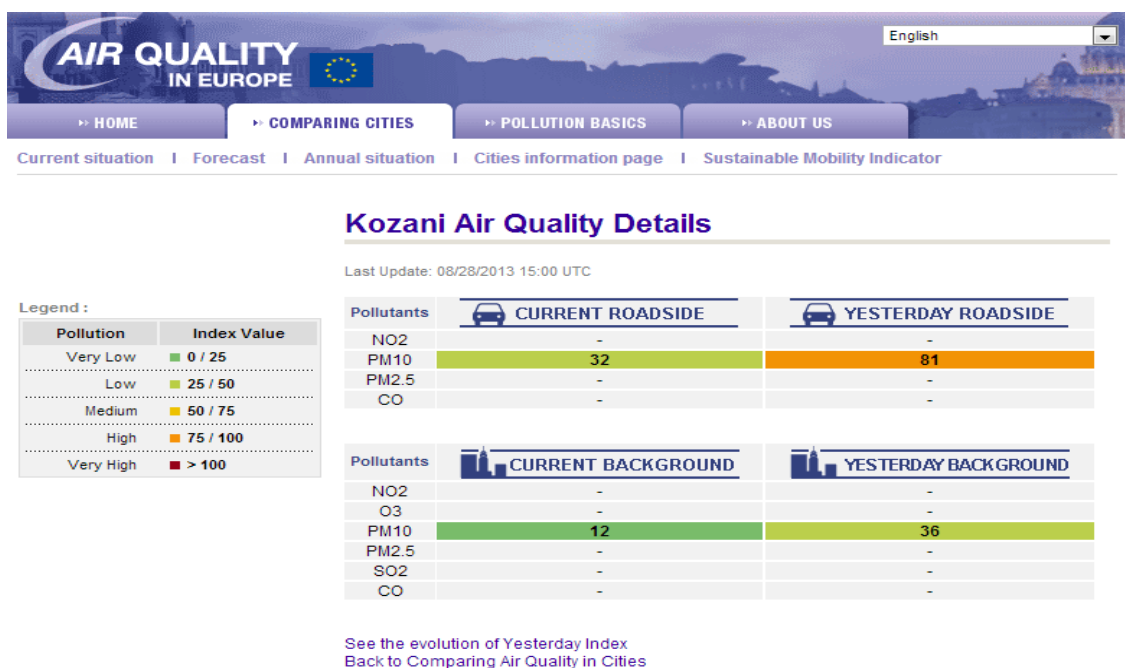 English
AIR QUALITY
IN EUROPE
HOME COMPARING CITIES POLLUTION BASICS ABOUT US
Current situation I Forecast I Annual situation I Cities information page I Sustainable Mobility Indicator
Kozani Air Quality Details
Last Update: 08/28/2013 15:00 UTC
Legend :
Pollution Index Value
Very Low 0 / 25
Low 25 / 50
Medium 50 / 75
High 75 / 100
Very High > 100
Pollutants CURRENT ROADSIDE YESTERDAY ROADSIDE
NO2 - -
PM10 32 81
PM2.5 - -
CO - -
Pollutants CURRENT BACKGROUND YESTERDAY BACKGROUND
NO2 - -
O3 - -
PM10 12 36
PM2.5 - -
SO2 - -
CO - -
See the evolution of Yesterday Index
Back to Comparing Air Quality in Cities